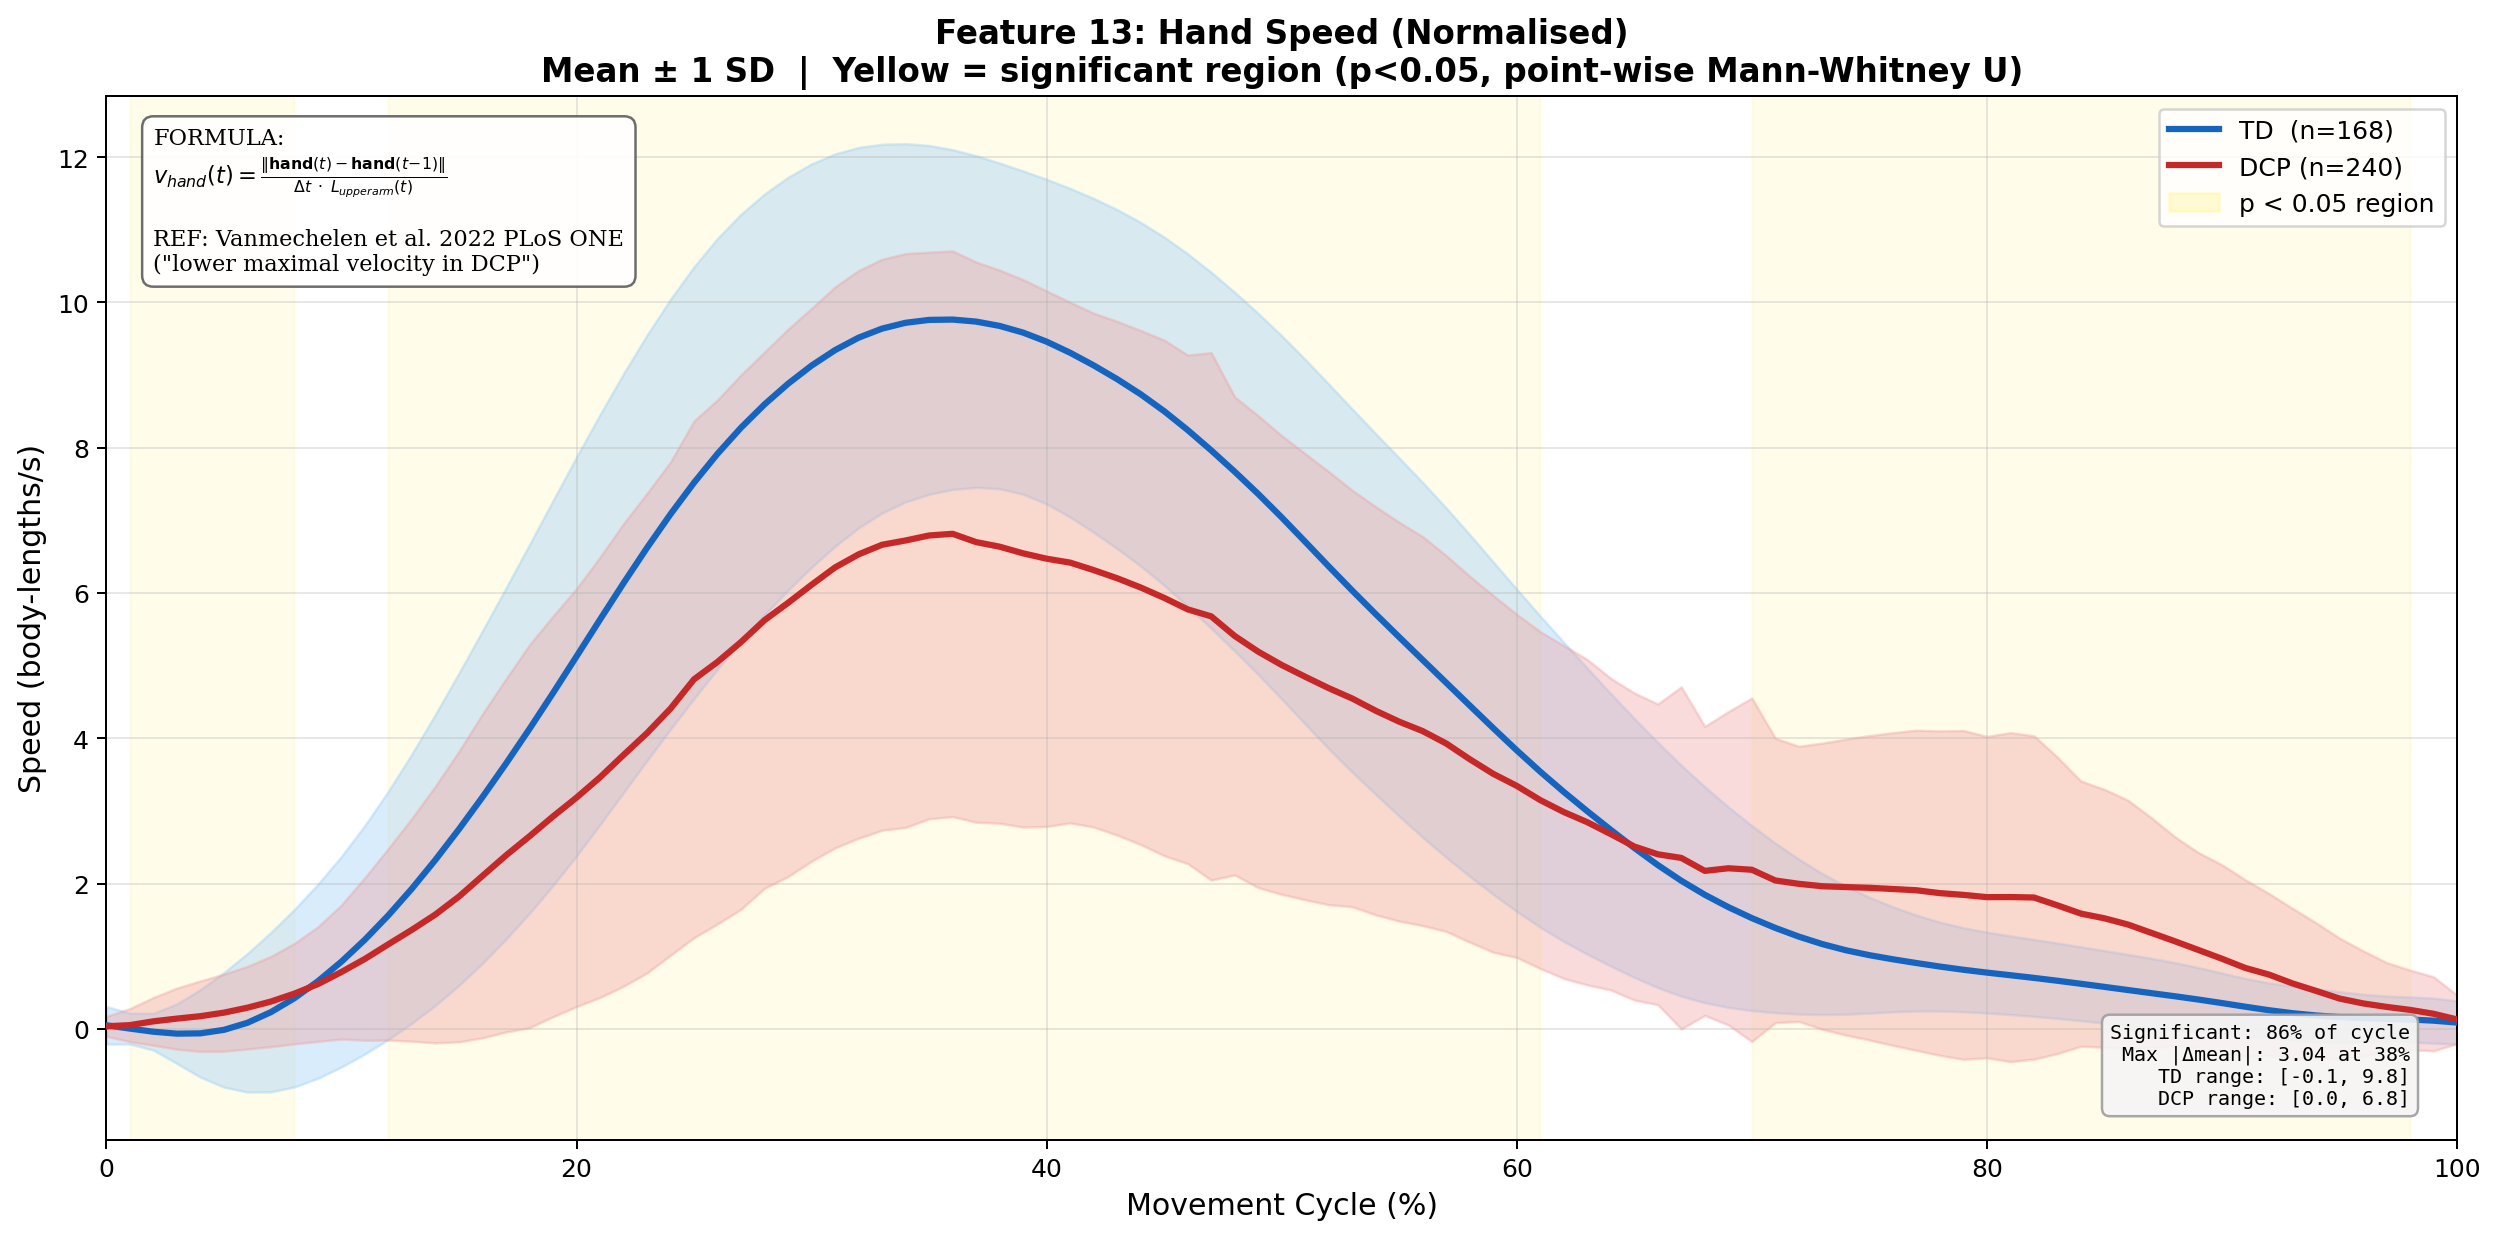 Feature 13: Hand Speed (Normalised)
Mean ± 1 SD | Yellow = significant region (p<0.05, point-wise Mann-Whitney U)
FORMULA:
v_hand(t) = ‖hand(t) − hand(t−1)‖ / Δt · L_upperarm(t)
REF: Vanmechelen et al. 2022 PLoS ONE
("lower maximal velocity in DCP")
TD (n=168)
DCP (n=240)
p < 0.05 region
Speed (body-lengths/s)
12
10
8
6
4
2
0
Significant: 86% of cycle
Max |Δmean|: 3.04 at 38%
TD range: [-0.1, 9.8]
DCP range: [0.0, 6.8]
0 20 40 60 80 100
Movement Cycle (%)